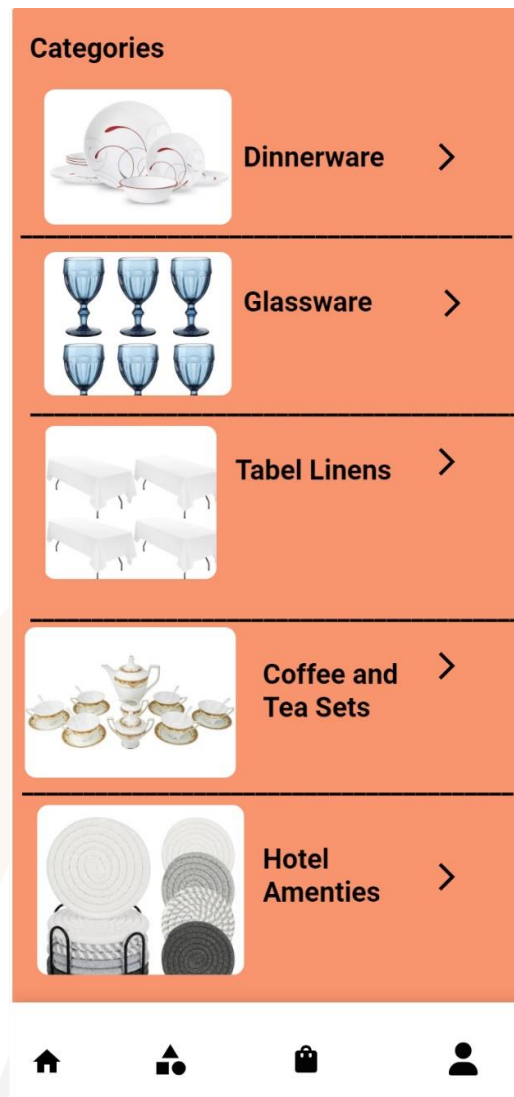 Categories
Dinnerware
Glassware
Tabel Linens
Coffee and
Tea Sets
Hotel
Amenties